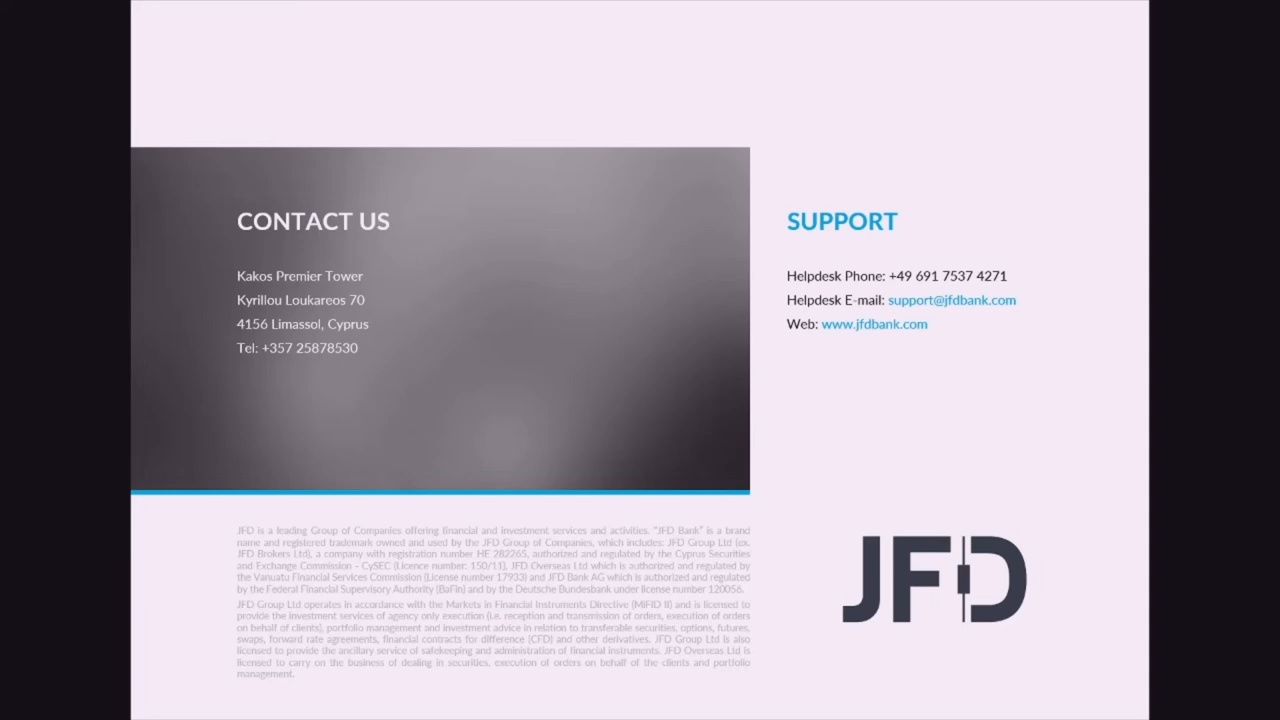 CONTACT US
Kakos Premier Tower
Kyrillou Loukareos 70
4156 Limassol, Cyprus
Tel: +357 25878530
SUPPORT
Helpdesk Phone: +49 691 7537 4271
Helpdesk E-mail: support@jfdbank.com
Web: www.jfdbank.com
JFD is a leading Group of Companies offering financial and investment services and activities. "JFD Bank" is a brand
name and registered trademark owned and used by the JFD Group of Companies, which includes: JFD Group Ltd (ex.
JFD Brokers Ltd), a company with registration number HE 282265, authorized and regulated by the Cyprus Securities
and Exchange Commission - CySEC (Licence number: 150/11), JFD Overseas Ltd which is authorized and regulated by
the Vanuatu Financial Services Commission (License number 17933) and JFD Bank AG which is authorized and regulated
by the Federal Financial Supervisory Authority (BaFin) and by the Deutsche Bundesbank under license number 120056.
JFD Group Ltd operates in accordance with the Markets in Financial Instruments Directive (MiFID II) and is licensed to
provide the investment services of agency only execution (i.e. reception and transmission of orders, execution of orders
on behalf of clients), portfolio management and investment advice in relation to transferable securities, options, futures,
swaps, forward rate agreements, financial contracts for difference (CFD) and other derivatives. JFD Group Ltd is also
licensed to provide the ancillary service of safekeeping and administration of financial instruments. JFD Overseas Ltd is
licensed to carry on the business of dealing in securities, execution of orders on behalf of the clients and portfolio
management.
JFD